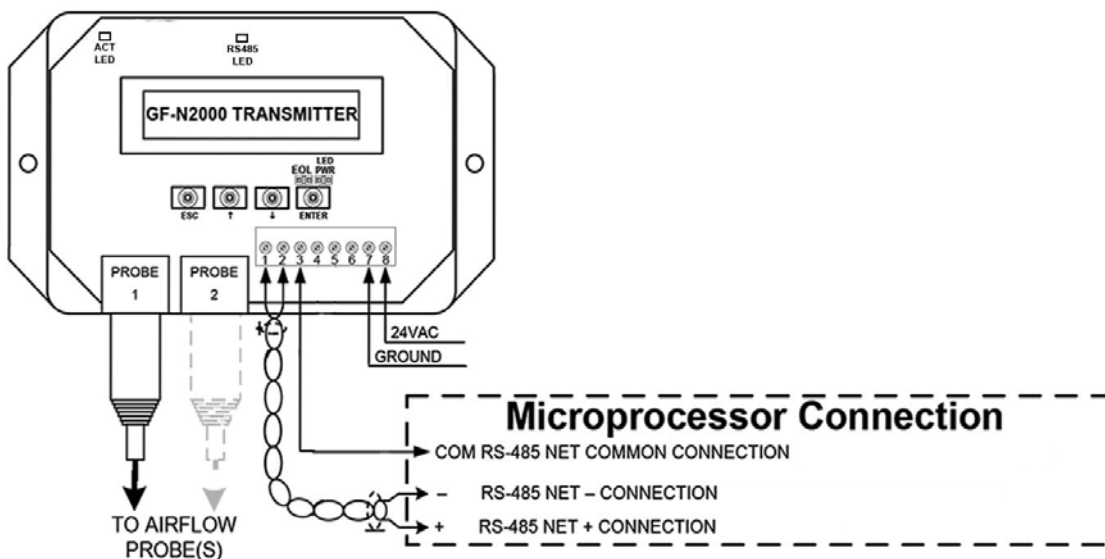 ACT
LED
RS485
LED
GF-N2000 TRANSMITTER
LED
EOL PWR
ESC ↑ ↓ ENTER
1 2 3 4 5 6 7 8
PROBE
1
PROBE
2
24VAC
GROUND
Microprocessor Connection
COM RS-485 NET COMMON CONNECTION
– RS-485 NET – CONNECTION
+ RS-485 NET + CONNECTION
TO AIRFLOW
PROBE(S)